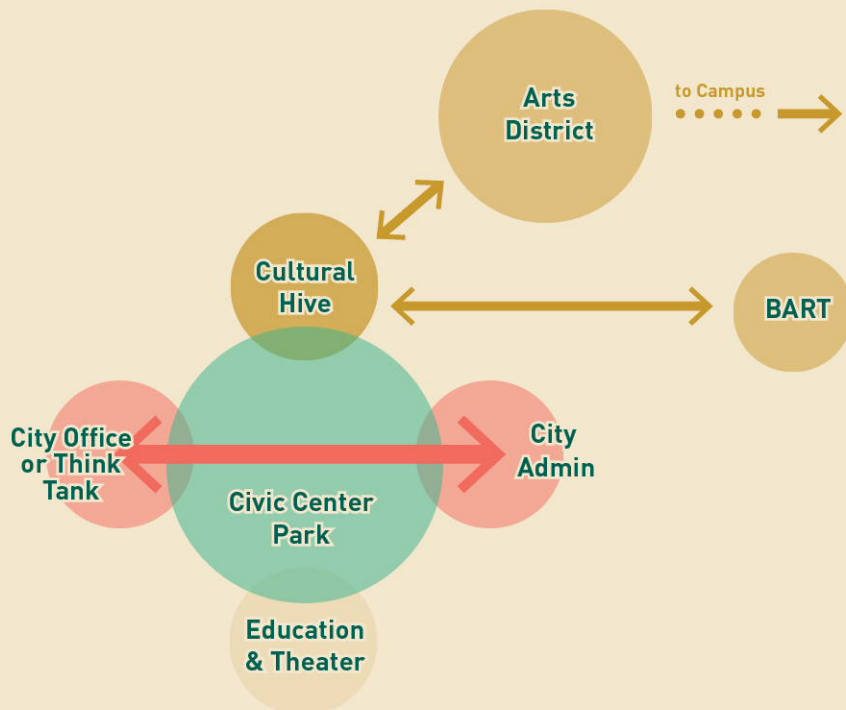 Arts
District
to Campus
Cultural
Hive
BART
City Office
or Think
Tank
City
Admin
Civic Center
Park
Education
& Theater